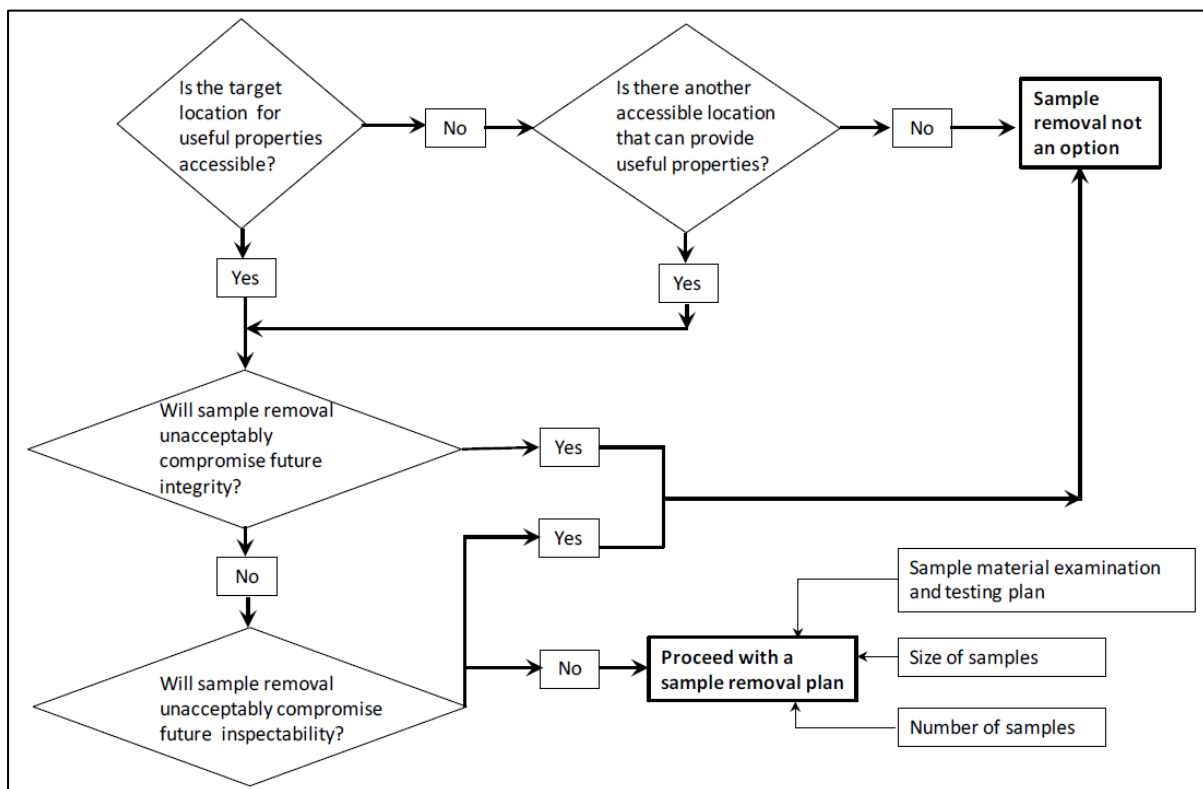 Is the target
location for
useful properties
accessible?
No
Is there another
accessible location
that can provide
useful properties?
No
Sample
removal not
an option
Yes
Yes
Will sample removal
unacceptably
compromise future
integrity?
Yes
Yes
No
Sample material examination
and testing plan
Will sample removal
unacceptably compromise
future inspectability?
No
Proceed with a
sample removal plan
Size of samples
Number of samples